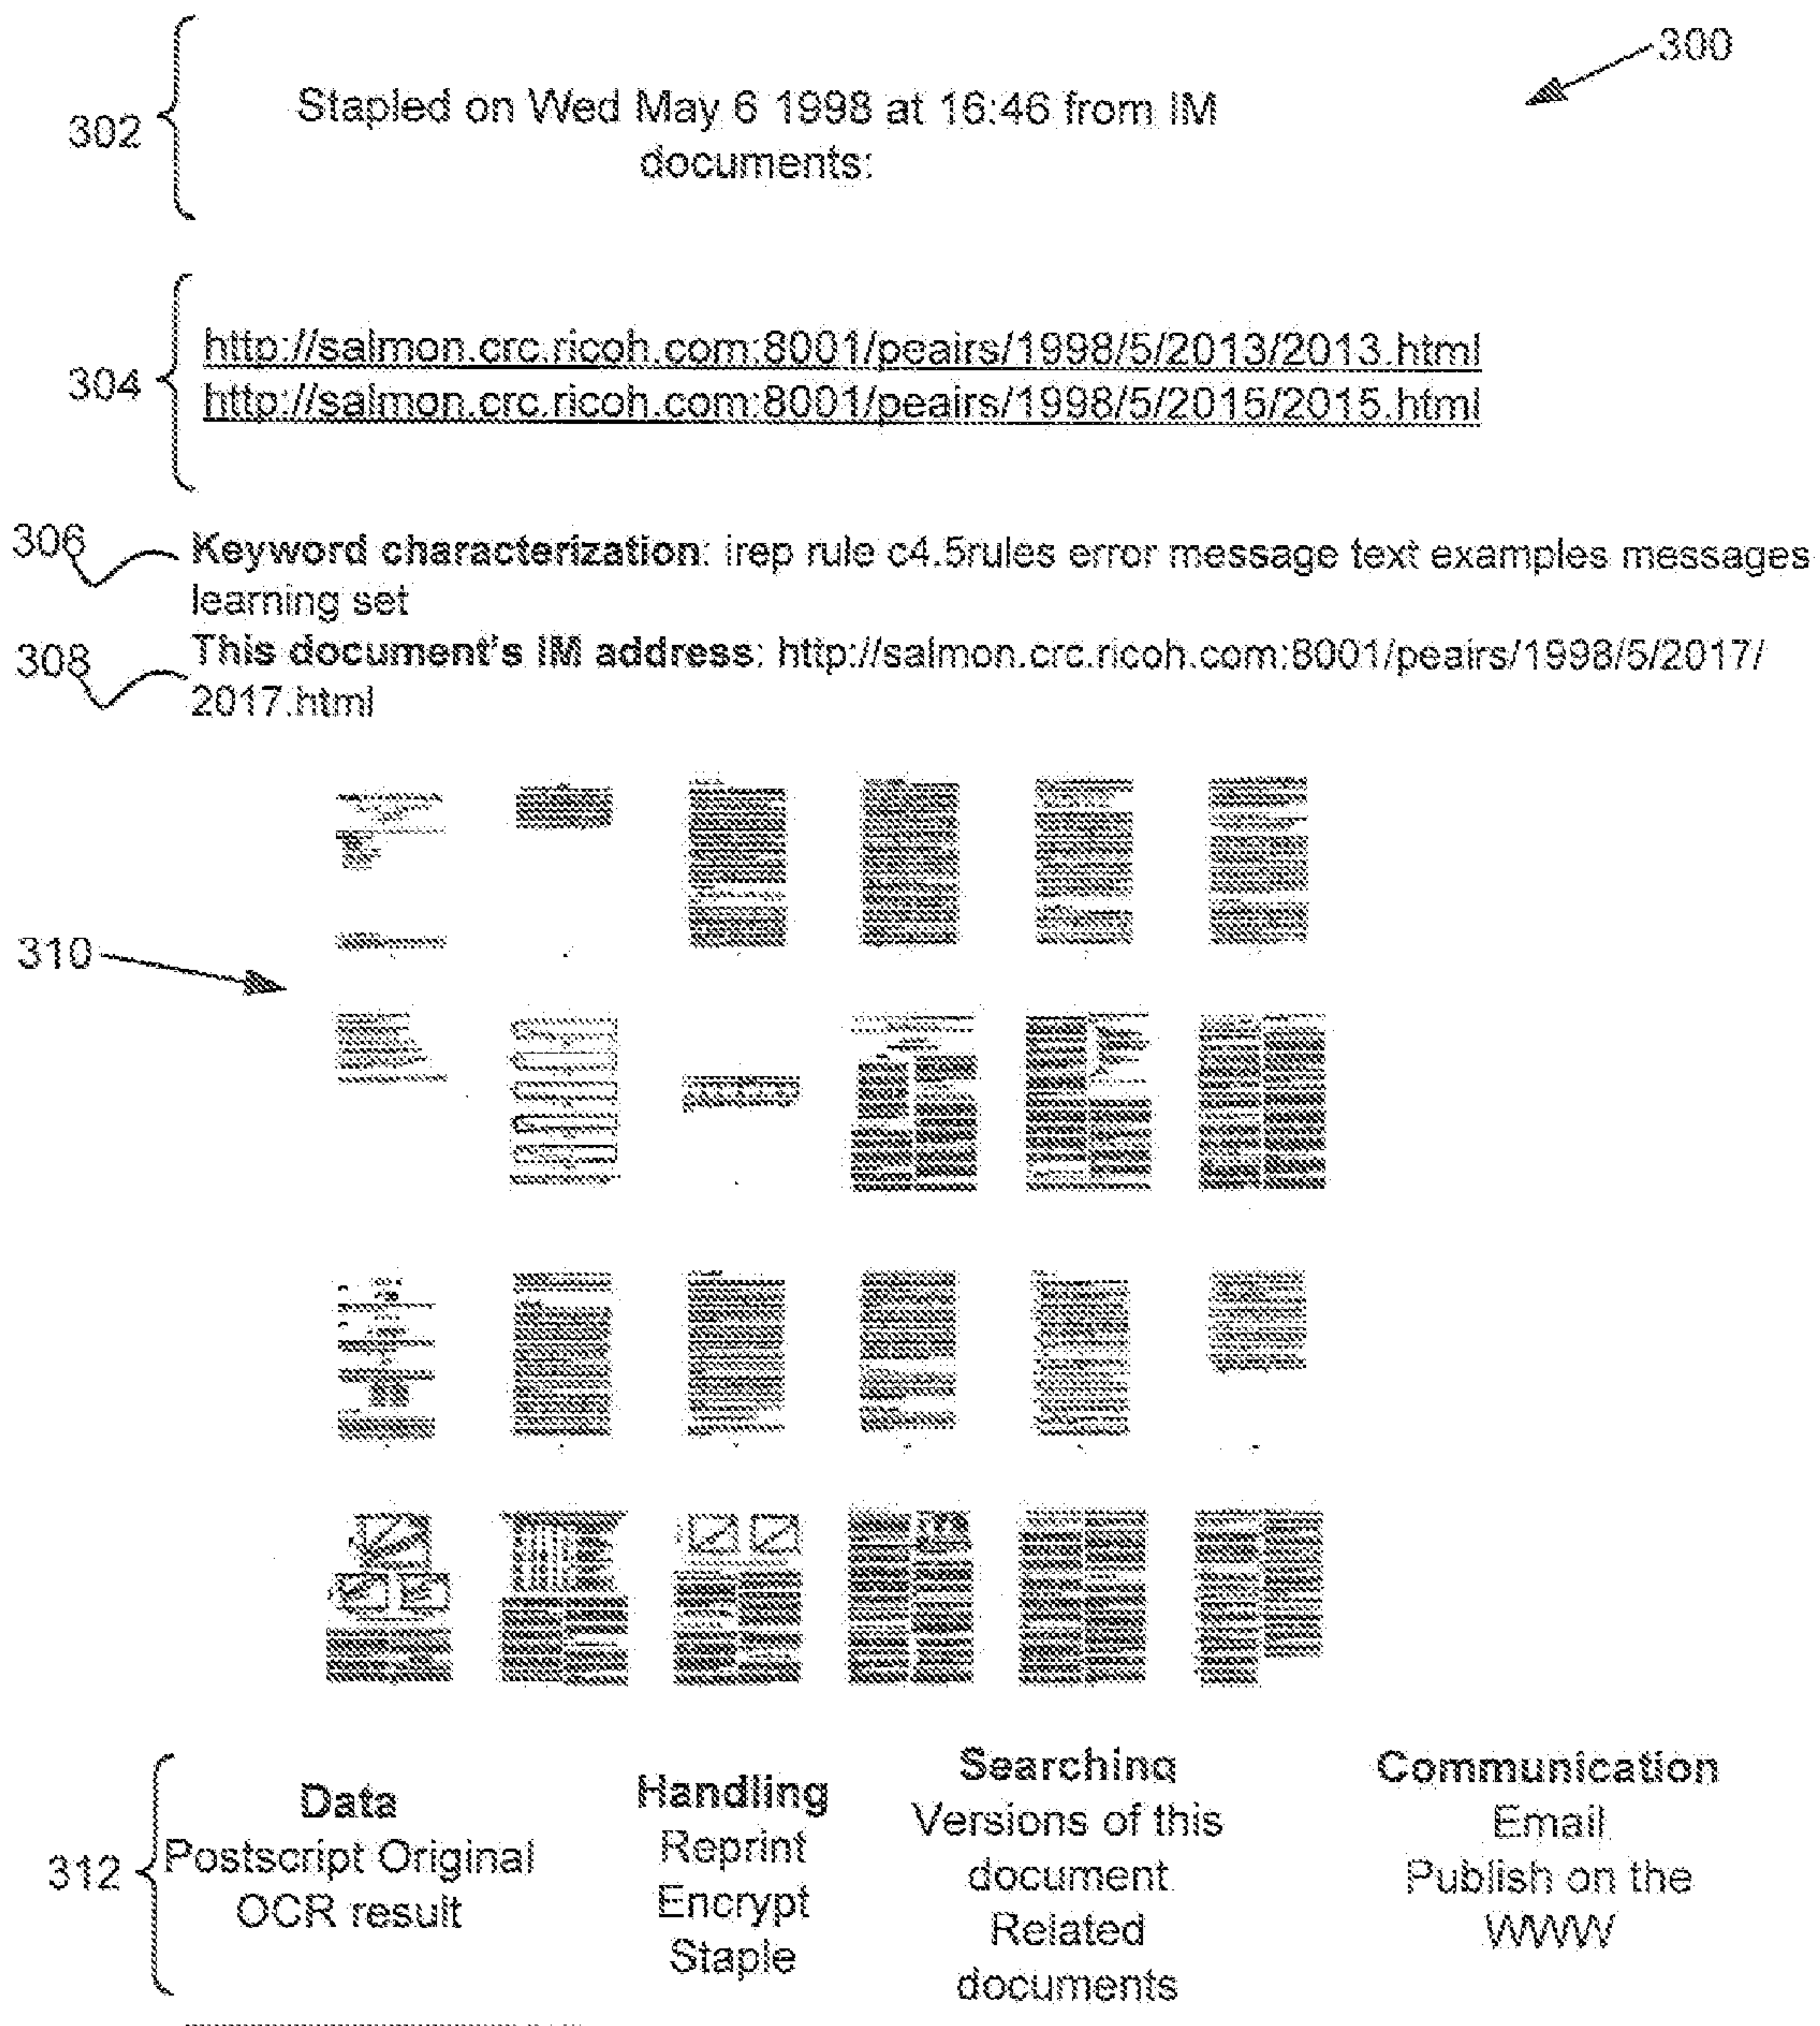 300
302
Stapled on Wed May 6 1998 at 16:46 from IM
documents:
304
http://salmon.crc.ricoh.com:8001/peairs/1998/5/2013/2013.html
http://salmon.crc.ricoh.com:8001/peairs/1998/5/2015/2015.html
306
Keyword characterization: irep rule c4.5rules error message text examples messages
learning set
308
This document's IM address: http://salmon.crc.ricoh.com:8001/peairs/1998/5/2017/
2017.html
310
312
Data
Postscript Original
OCR result
Handling
Reprint
Encrypt
Staple
Searching
Versions of this
document
Related
documents
Communication
Email
Publish on the
WWW